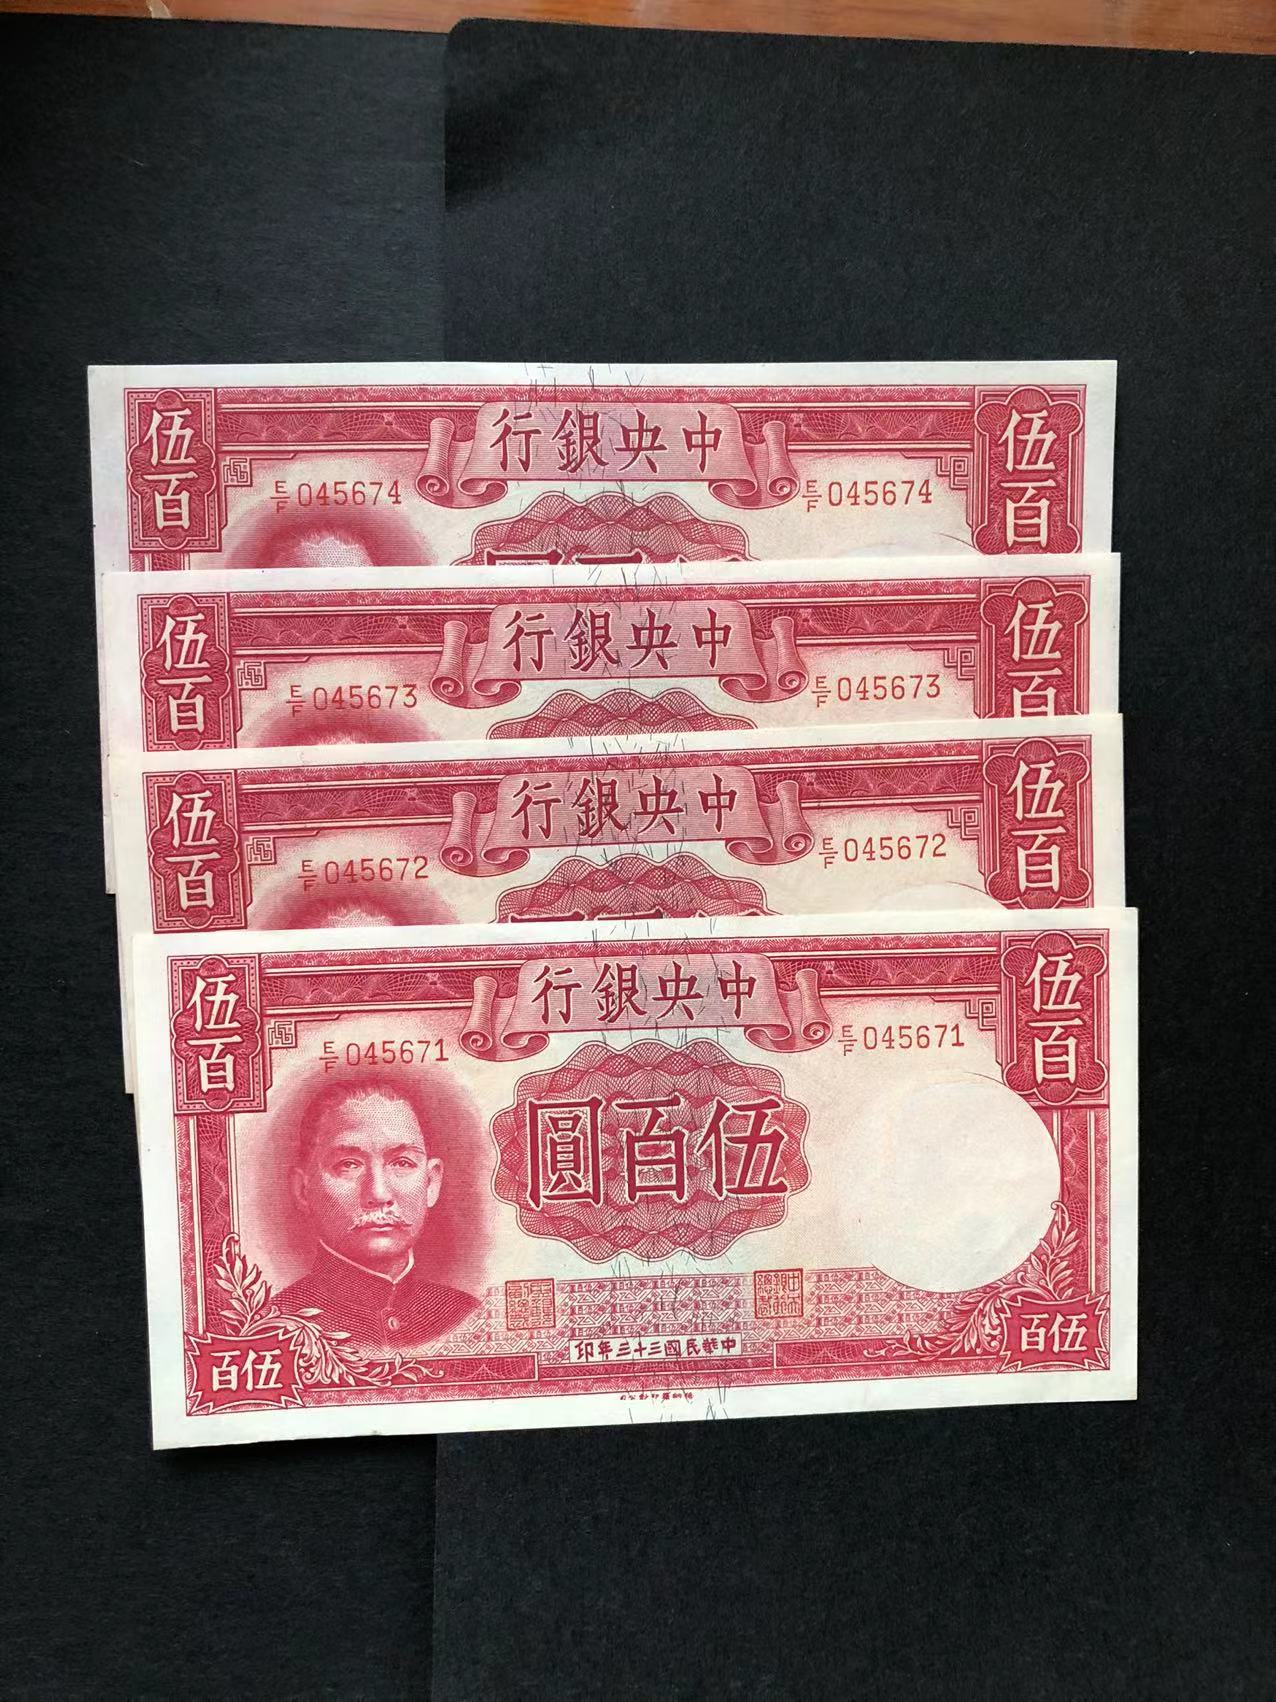 伍百
中央銀行
伍百
E/F 045674
E/F 045674
伍百
中央銀行
伍百
E/F 045673
E/F 045673
伍百
中央銀行
伍百
E/F 045672
E/F 045672
伍百
中央銀行
伍百
E/F 045671
E/F 045671
伍百圓
伍百
中華民國三十三年印
伍百